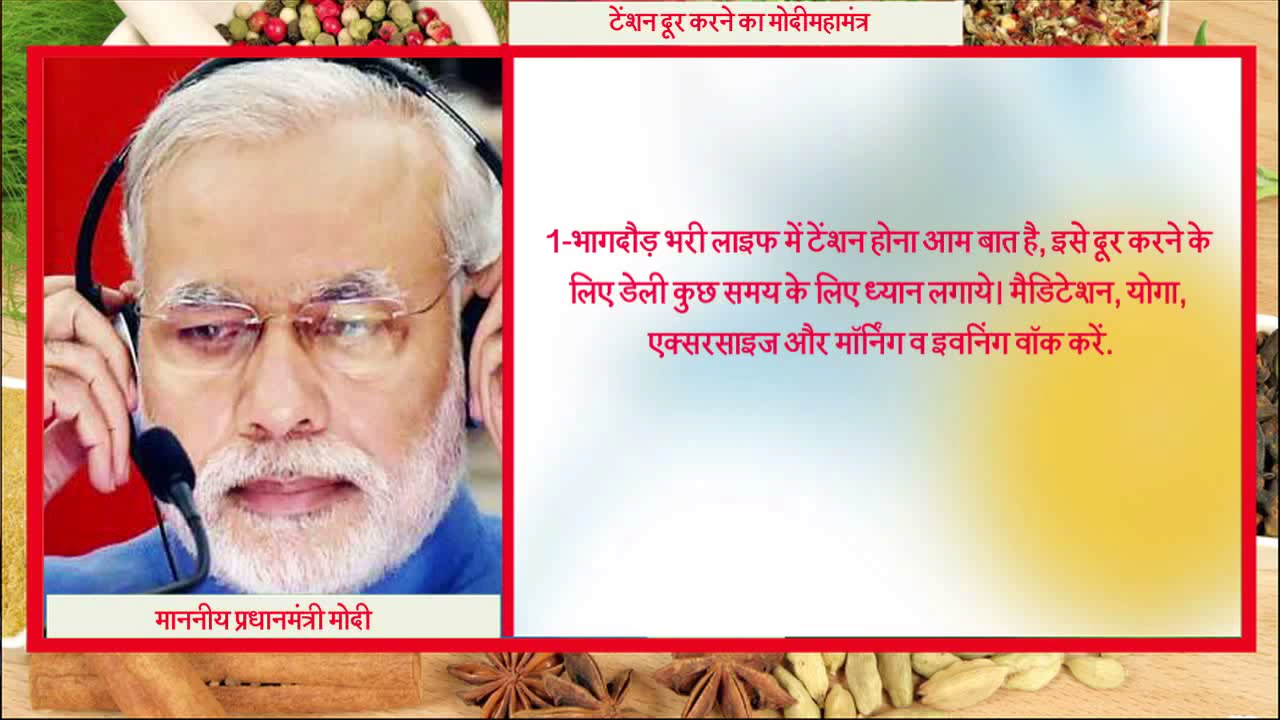 टेंशन दूर करने का मोदीमहामंत्र
1-भागदौड़ भरी लाइफ में टेंशन होना आम बात है, इसे दूर करने के
लिए डेली कुछ समय के लिए ध्यान लगाये। मैडिटेशन, योगा,
एक्सरसाइज और मॉर्निंग व इवनिंग वॉक करें.
माननीय प्रधानमंत्री मोदी